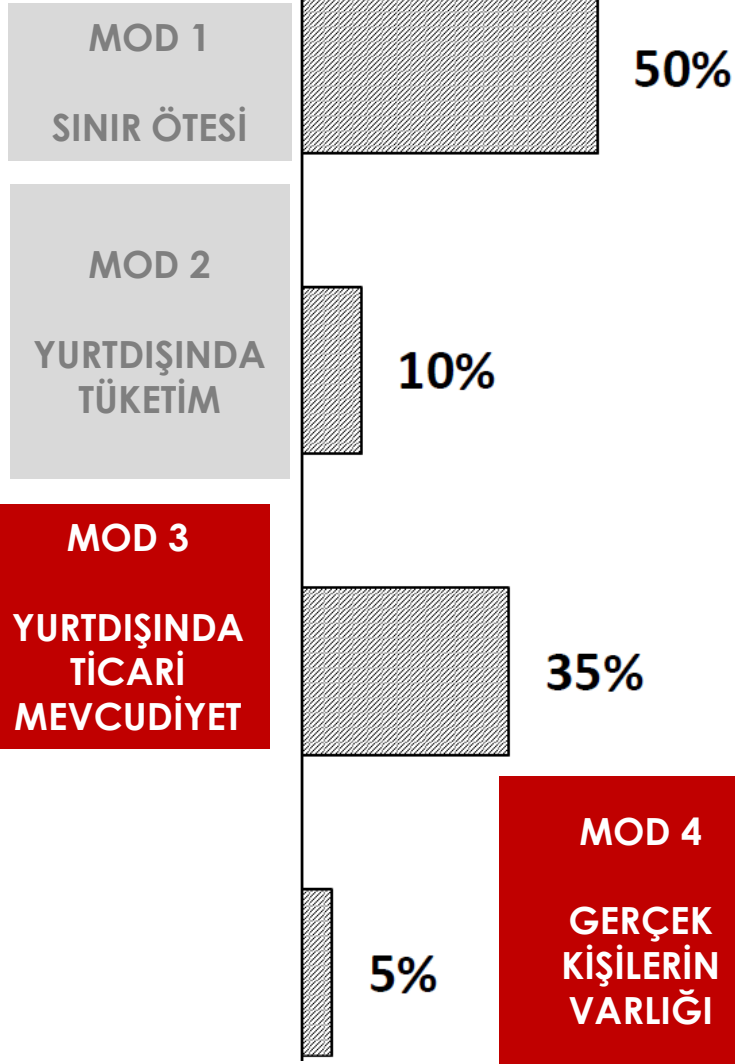 MOD 1
SINIR ÖTESİ
50%
MOD 2
YURTDIŞINDA
TÜKETİM
10%
MOD 3
YURTDIŞINDA
TİCARİ
MEVCUDİYET
35%
MOD 4
GERÇEK
KİŞİLERİN
VARLIĞI
5%